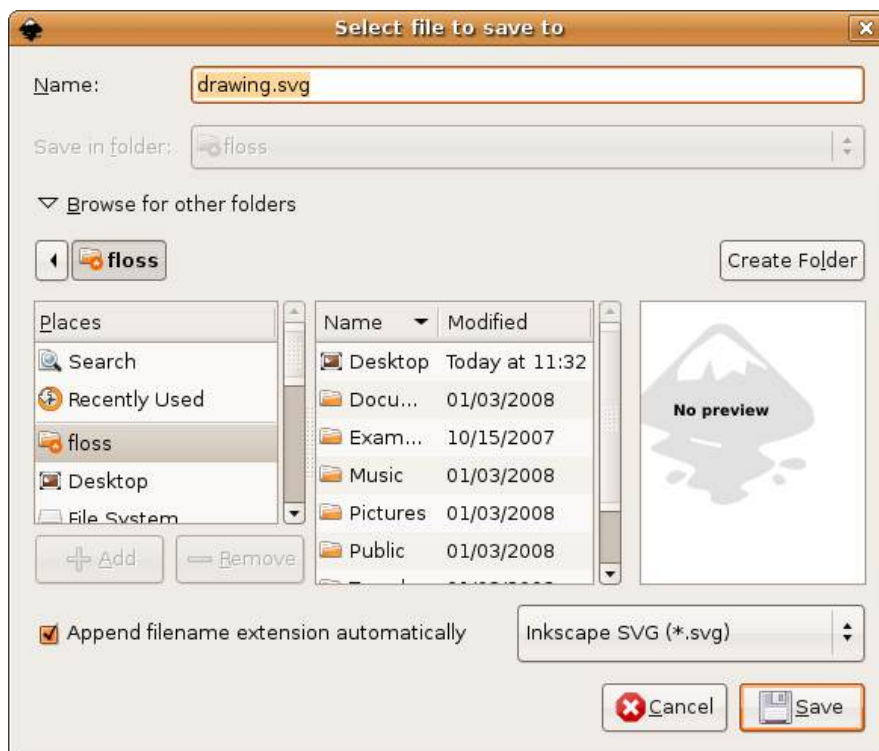 Select file to save to
Name: drawing.svg
Save in folder: floss
Browse for other folders
floss Create Folder
Places Name Modified
Search Desktop Today at 11:32
Recently Used Docu... 01/03/2008
floss Exam... 10/15/2007
Desktop Music 01/03/2008
File System Pictures 01/03/2008
Add Remove Public 01/03/2008
No preview
Append filename extension automatically Inkscape SVG (*.svg)
Cancel Save